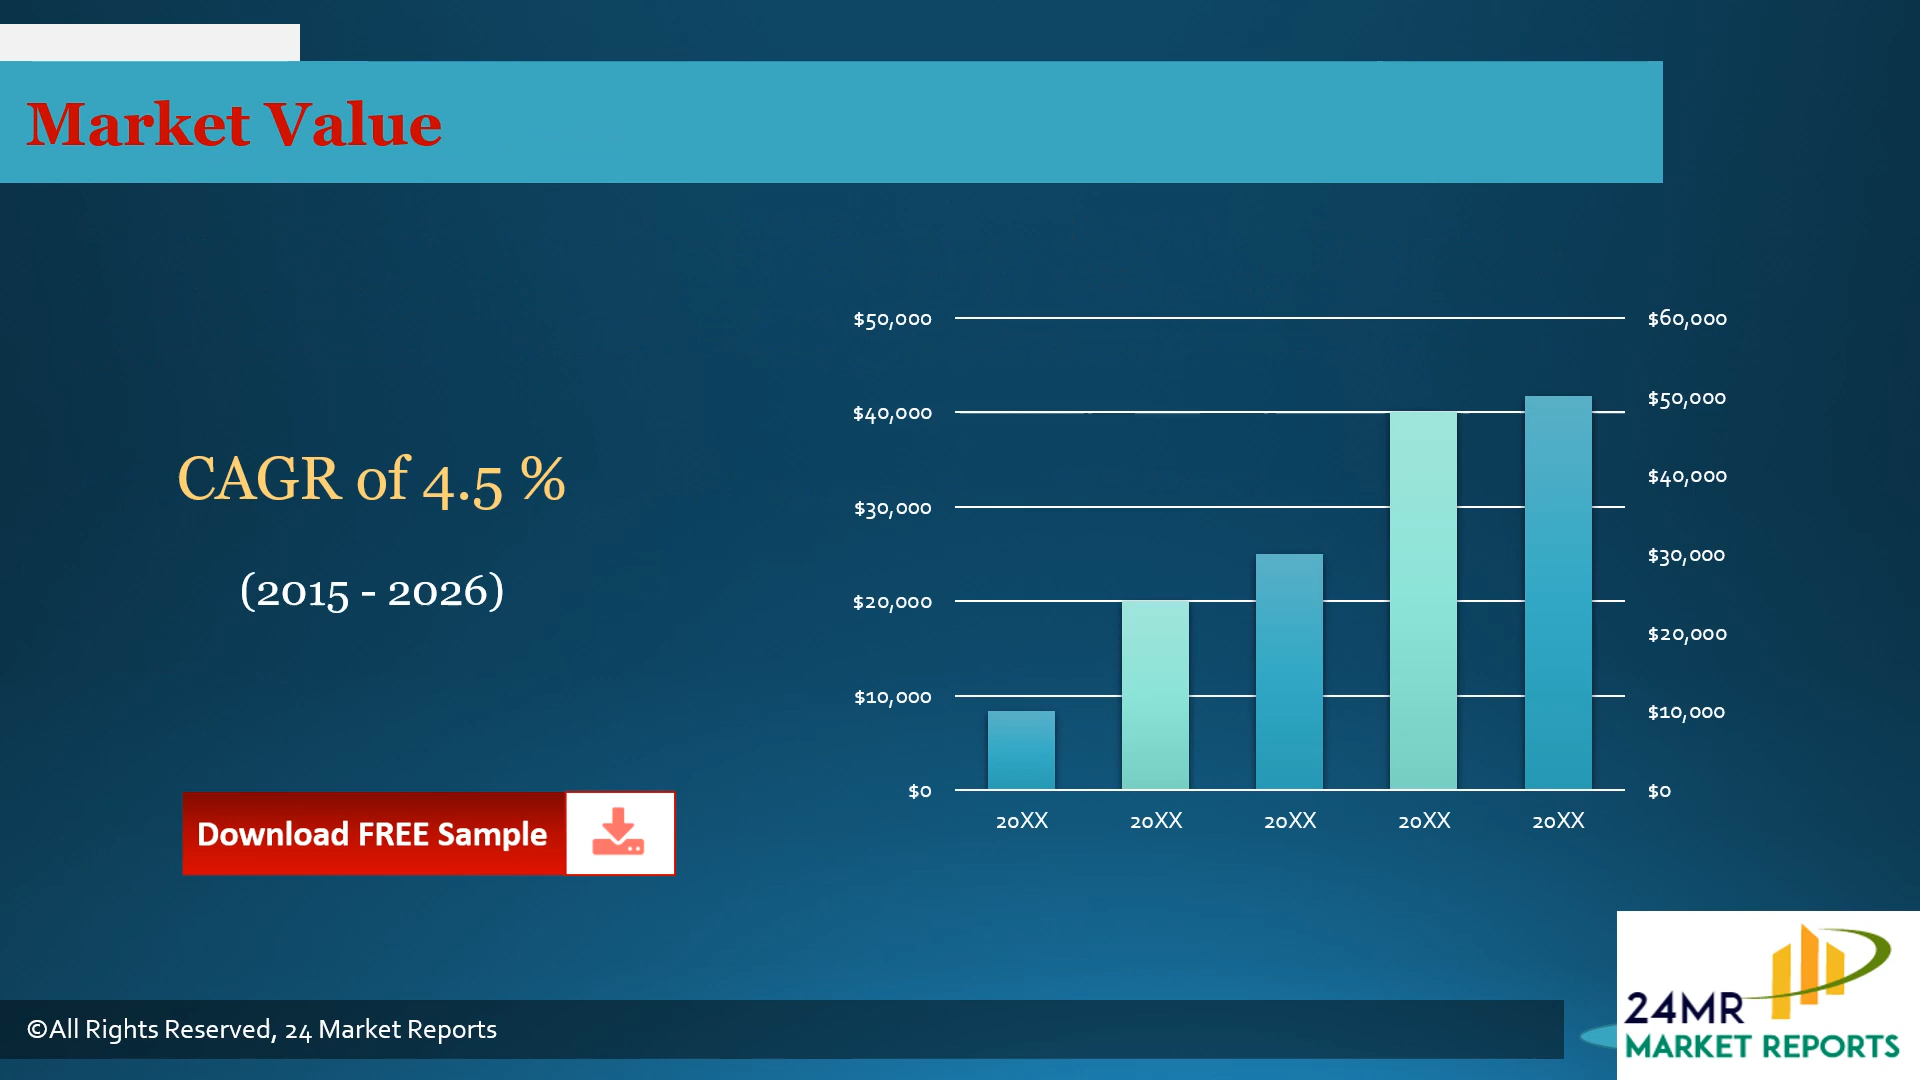 Market Value
CAGR of 4.5 %
(2015 - 2026)
Download FREE Sample
$50,000
$40,000
$30,000
$20,000
$10,000
$0
$60,000
$50,000
$40,000
$30,000
$20,000
$10,000
$0
20XX 20XX 20XX 20XX 20XX
©All Rights Reserved, 24 Market Reports
24MR
MARKET REPORTS